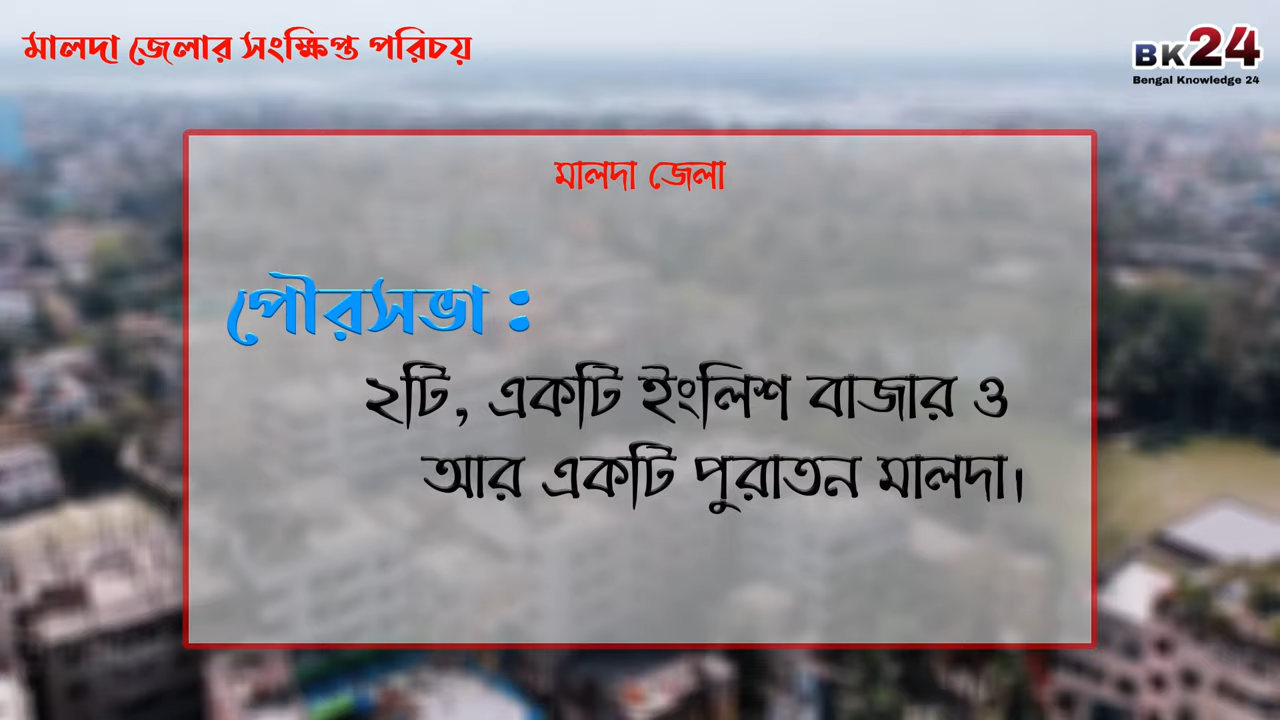 মালদা জেলার সংক্ষিপ্ত পরিচয়
BK24
Bengal Knowledge 24
মালদা জেলা
পৌরসভা :
২টি, একটি ইংলিশ বাজার ও
আর একটি পুরাতন মালদা।